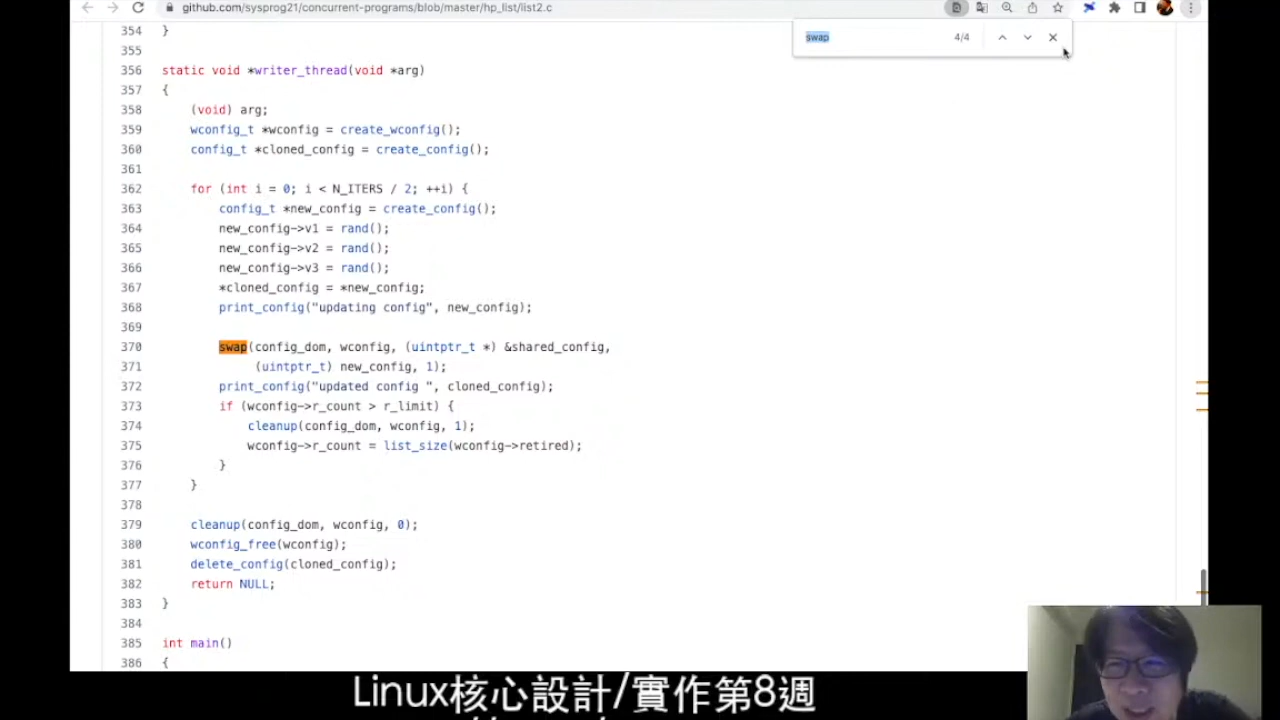 github.com/sysprog21/concurrent-programs/blob/master/hp_list/list2.c
swap 4/4
354 }
355
356 static void *writer_thread(void *arg)
357 {
358 (void) arg;
359 wconfig_t *wconfig = create_wconfig();
360 config_t *cloned_config = create_config();
361
362 for (int i = 0; i < N_ITERS / 2; ++i) {
363 config_t *new_config = create_config();
364 new_config->v1 = rand();
365 new_config->v2 = rand();
366 new_config->v3 = rand();
367 *cloned_config = *new_config;
368 print_config("updating config", new_config);
369
370 swap(config_dom, wconfig, (uintptr_t *) &shared_config,
371 (uintptr_t) new_config, 1);
372 print_config("updated config ", cloned_config);
373 if (wconfig->r_count > r_limit) {
374 cleanup(config_dom, wconfig, 1);
375 wconfig->r_count = list_size(wconfig->retired);
376 }
377 }
378
379 cleanup(config_dom, wconfig, 0);
380 wconfig_free(wconfig);
381 delete_config(cloned_config);
382 return NULL;
383 }
384
385 int main()
386 {
Linux核心設計/實作第8週